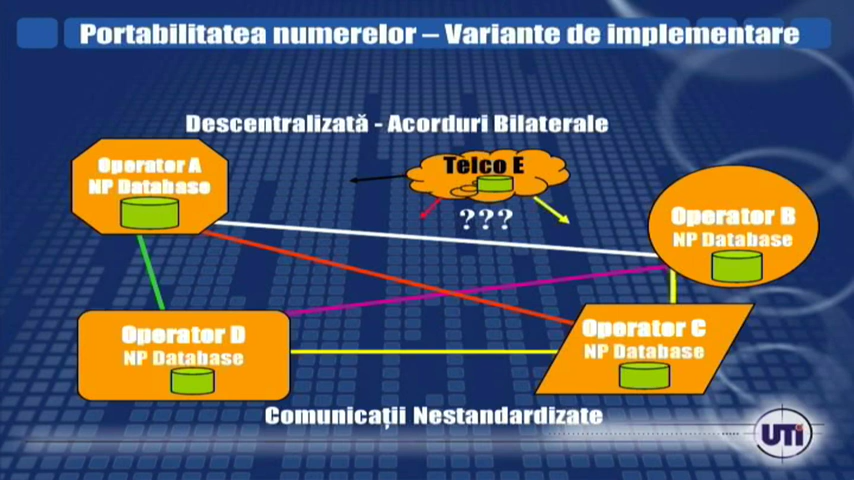 Portabilitatea numerelor – Variante de implementare
Descentralizată - Acorduri Bilaterale
Operator A
NP Database
Telco E
???
Operator B
NP Database
Operator D
NP Database
Operator C
NP Database
Comunicații Nestandardizate
UTi